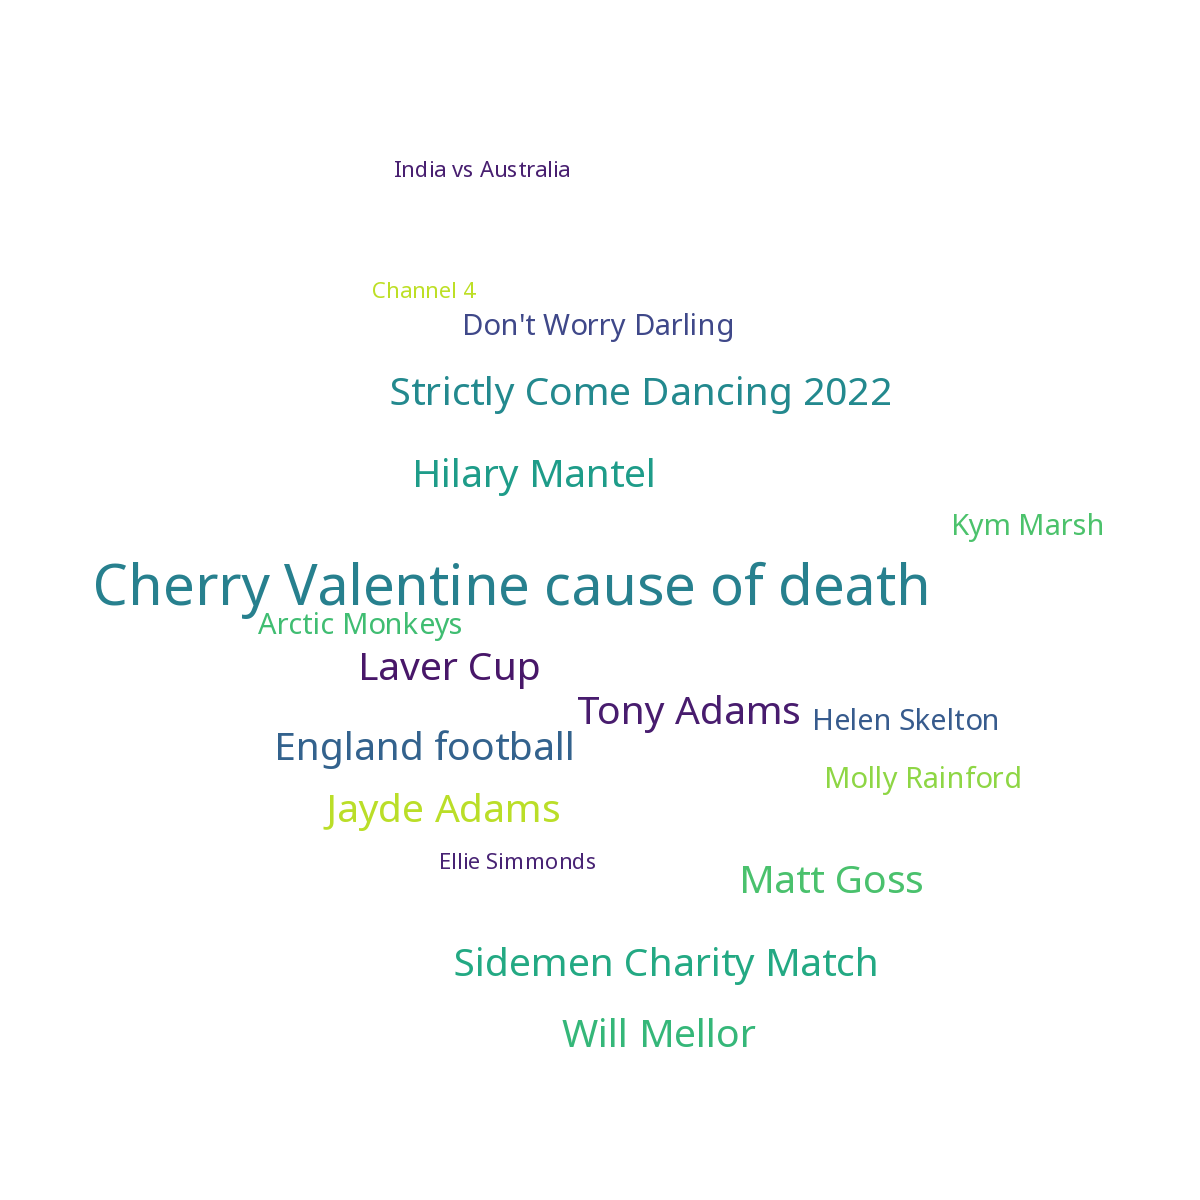 India vs Australia
Channel 4
Don't Worry Darling
Strictly Come Dancing 2022
Hilary Mantel
Kym Marsh
Cherry Valentine cause of death
Arctic Monkeys
Laver Cup
Tony Adams
Helen Skelton
England football
Molly Rainford
Jayde Adams
Ellie Simmonds
Matt Goss
Sidemen Charity Match
Will Mellor